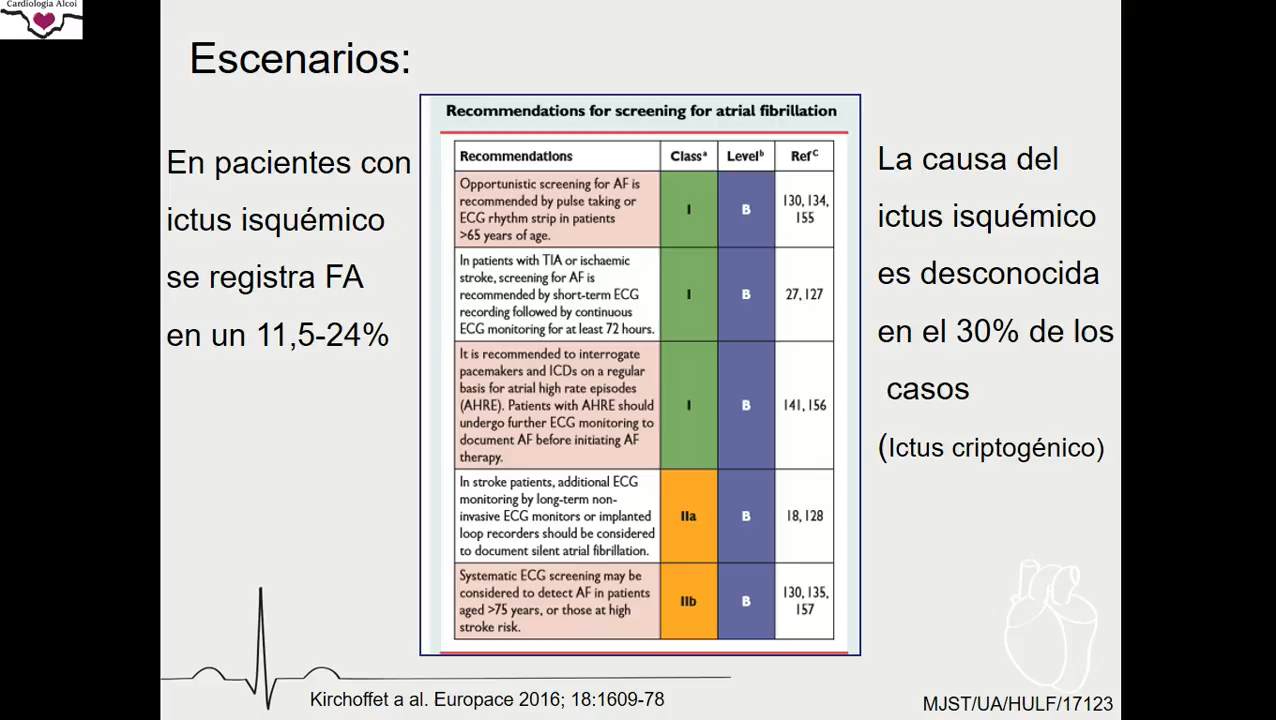 Cardiología Alcoi
Escenarios:
En pacientes con
ictus isquémico
se registra FA
en un 11,5-24%
Recommendations for screening for atrial fibrillation
Recommendations Classᵃ Levelᵇ Refᶜ
Opportunistic screening for AF is
recommended by pulse taking or
ECG rhythm strip in patients
>65 years of age.
I B 130, 134,
155
In patients with TIA or ischaemic
stroke, screening for AF is
recommended by short-term ECG
recording followed by continuous
ECG monitoring for at least 72 hours.
I B 27, 127
It is recommended to interrogate
pacemakers and ICDs on a regular
basis for atrial high rate episodes
(AHRE). Patients with AHRE should
undergo further ECG monitoring to
document AF before initiating AF
therapy.
I B 141, 156
In stroke patients, additional ECG
monitoring by long-term non-
invasive ECG monitors or implanted
loop recorders should be considered
to document silent atrial fibrillation.
IIa B 18, 128
Systematic ECG screening may be
considered to detect AF in patients
aged >75 years, or those at high
stroke risk.
IIb B 130, 135,
157
La causa del
ictus isquémico
es desconocida
en el 30% de los
casos
(Ictus criptogénico)
Kirchoffet a al. Europace 2016; 18:1609-78
MJST/UA/HULF/17123